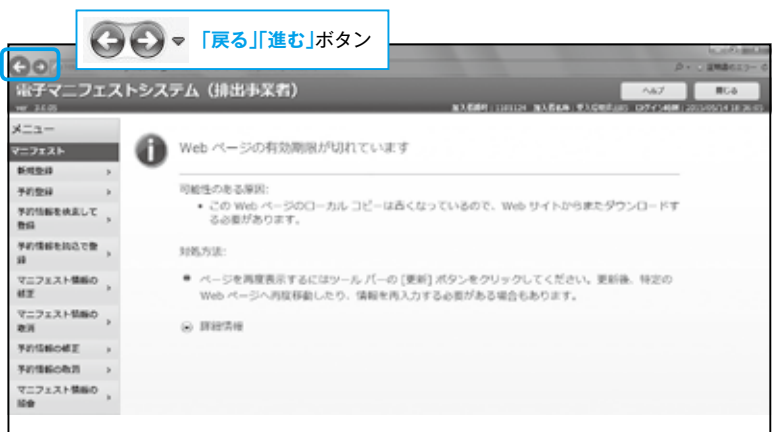 「戻る」「進む」ボタン
電子マニフェストシステム（排出事業者）
ヘルプ
閉じる
メニュー
マニフェスト
新規登録
予約登録
予約情報を検索して
登録
予約情報を読込で登
録
マニフェスト情報の
修正
マニフェスト情報の
取消
予約情報の修正
予約情報の取消
マニフェスト情報の
照会
Web ページの有効期限が切れています
可能性のある原因:
• この Web ページのローカル コピーは古くなっているので、Web サイトからまたダウンロードす
る必要があります。
対処方法:
• ページを再度表示するにはツール バーの [更新] ボタンをクリックしてください。更新後、特定の
Web ページへ再度移動したり、情報を再入力する必要がある場合もあります。
詳細情報